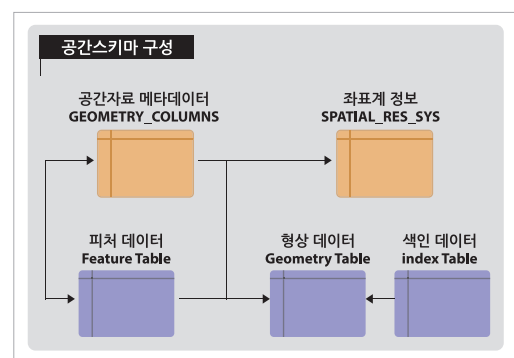 공간스키마 구성
공간자료 메타데이터
GEOMETRY_COLUMNS
좌표계 정보
SPATIAL_RES_SYS
피처 데이터
Feature Table
형상 데이터
Geometry Table
색인 데이터
index Table